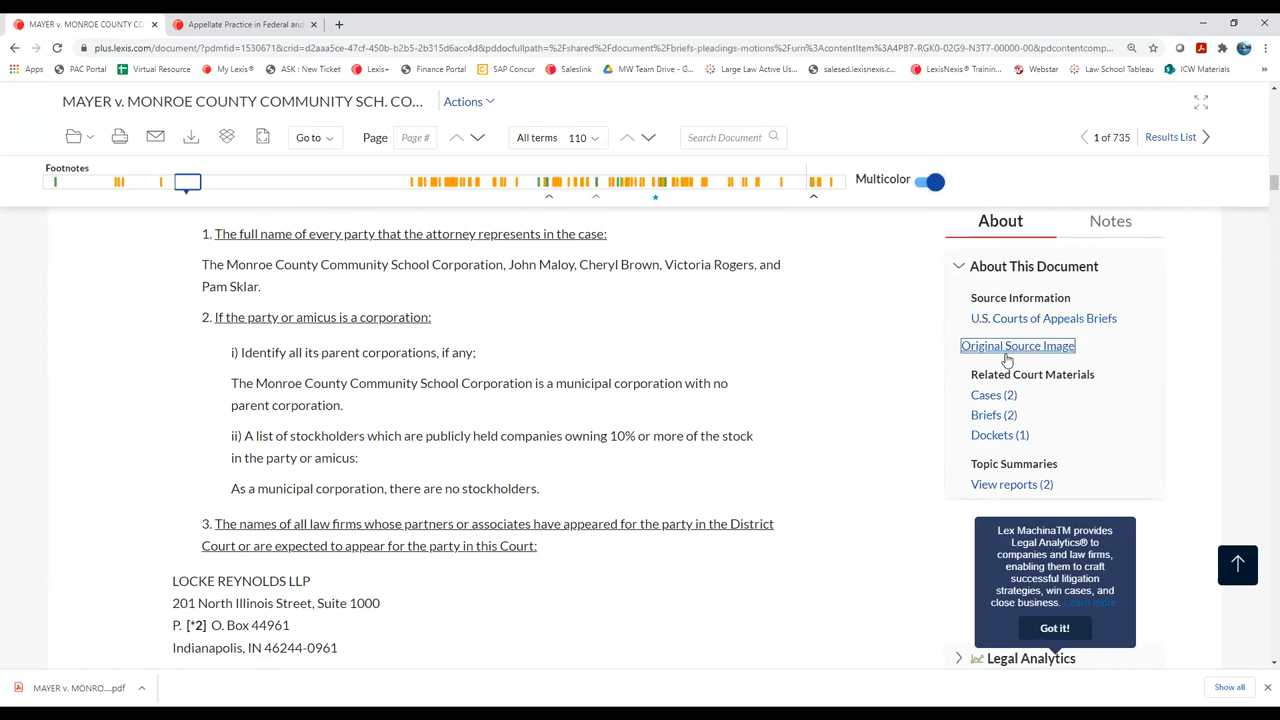 MAYER v. MONROE COUNTY CO
Appellate Practice in Federal and
plus.lexis.com/document/?pdmfid=1530671&crid=d2aaa5ce-47cf-450b-b2b5-2b315d6acc4d&pddocfullpath=%2Fshared%2Fdocument%2Fbriefs-pleadings-motions%2Furn%3AcontentItem%3A4P87-RGK0-02G9-N3T7-00000-00&pdcontentcomp...
Apps
PAC Portal
Virtual Resource
My Lexis®
ASK : New Ticket
Lexis+
Finance Portal
Saleslink
MW Team Drive - G...
SAP Concur
Large Law Active Us...
salesed.lexisnexis.c...
LexisNexis® Trainin...
Webstar
Law School Tableau
ICW Materials
MAYER v. MONROE COUNTY COMMUNITY SCH. CO...
Actions
Go to
Page
Page #
All terms 110
Search Document
1 of 735
Results List
Footnotes
Multicolor
1. The full name of every party that the attorney represents in the case:
The Monroe County Community School Corporation, John Maloy, Cheryl Brown, Victoria Rogers, and
Pam Sklar.
2. If the party or amicus is a corporation:
i) Identify all its parent corporations, if any;
The Monroe County Community School Corporation is a municipal corporation with no
parent corporation.
ii) A list of stockholders which are publicly held companies owning 10% or more of the stock
in the party or amicus:
As a municipal corporation, there are no stockholders.
3. The names of all law firms whose partners or associates have appeared for the party in the District
Court or are expected to appear for the party in this Court:
LOCKE REYNOLDS LLP
201 North Illinois Street, Suite 1000
P. [*2] O. Box 44961
Indianapolis, IN 46244-0961
About
Notes
About This Document
Source Information
U.S. Courts of Appeals Briefs
Original Source Image
Related Court Materials
Cases (2)
Briefs (2)
Dockets (1)
Topic Summaries
View reports (2)
Lex MachinaTM provides
Legal Analytics® to
companies and law firms,
enabling them to craft
successful litigation
strategies, win cases, and
close business. Learn more.
Got it!
Legal Analytics
MAYER v. MONRO....pdf
Show all